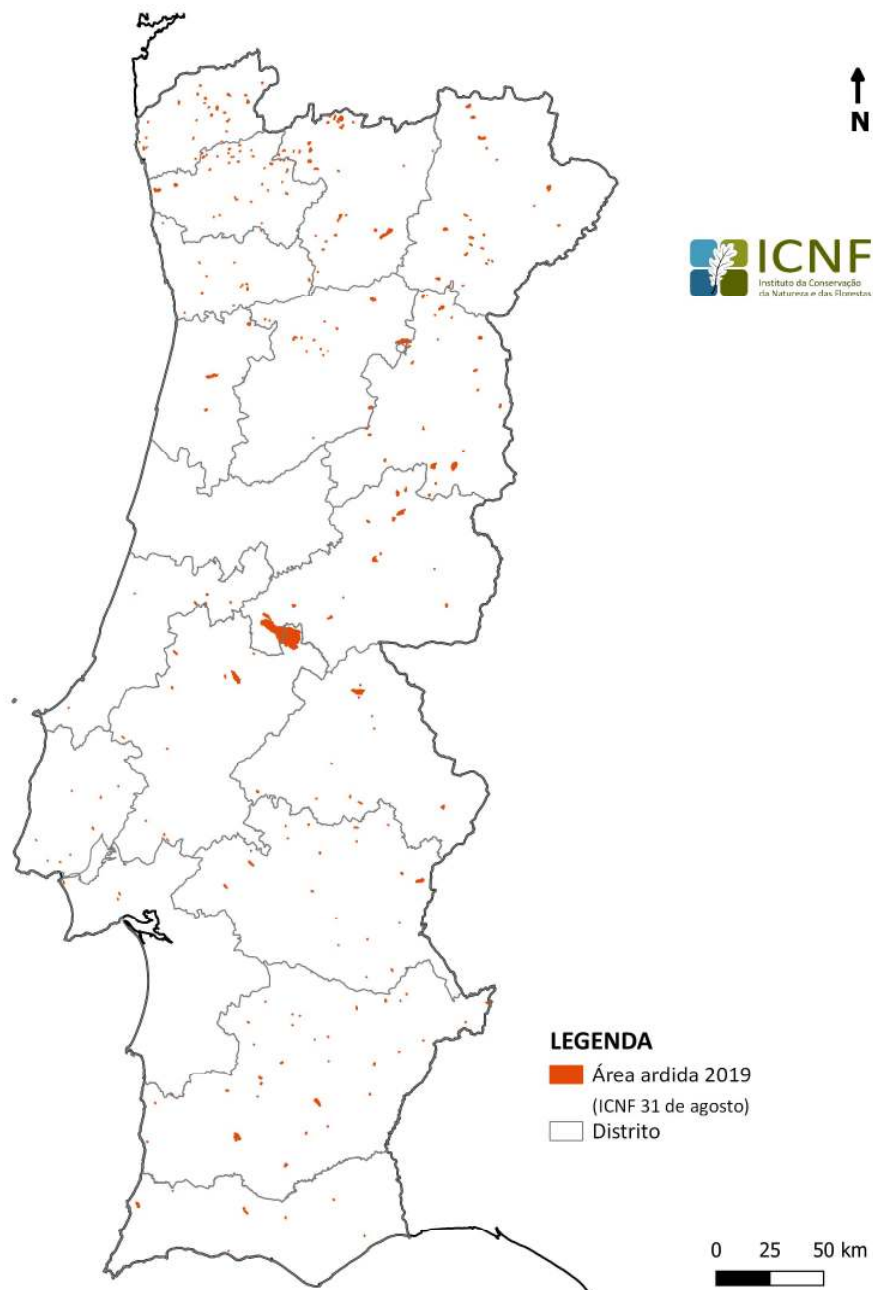 N
ICNF
Instituto da Conservação
da Natureza e das Florestas
LEGENDA
Área ardida 2019
(ICNF 31 de agosto)
Distrito
0 25 50 km